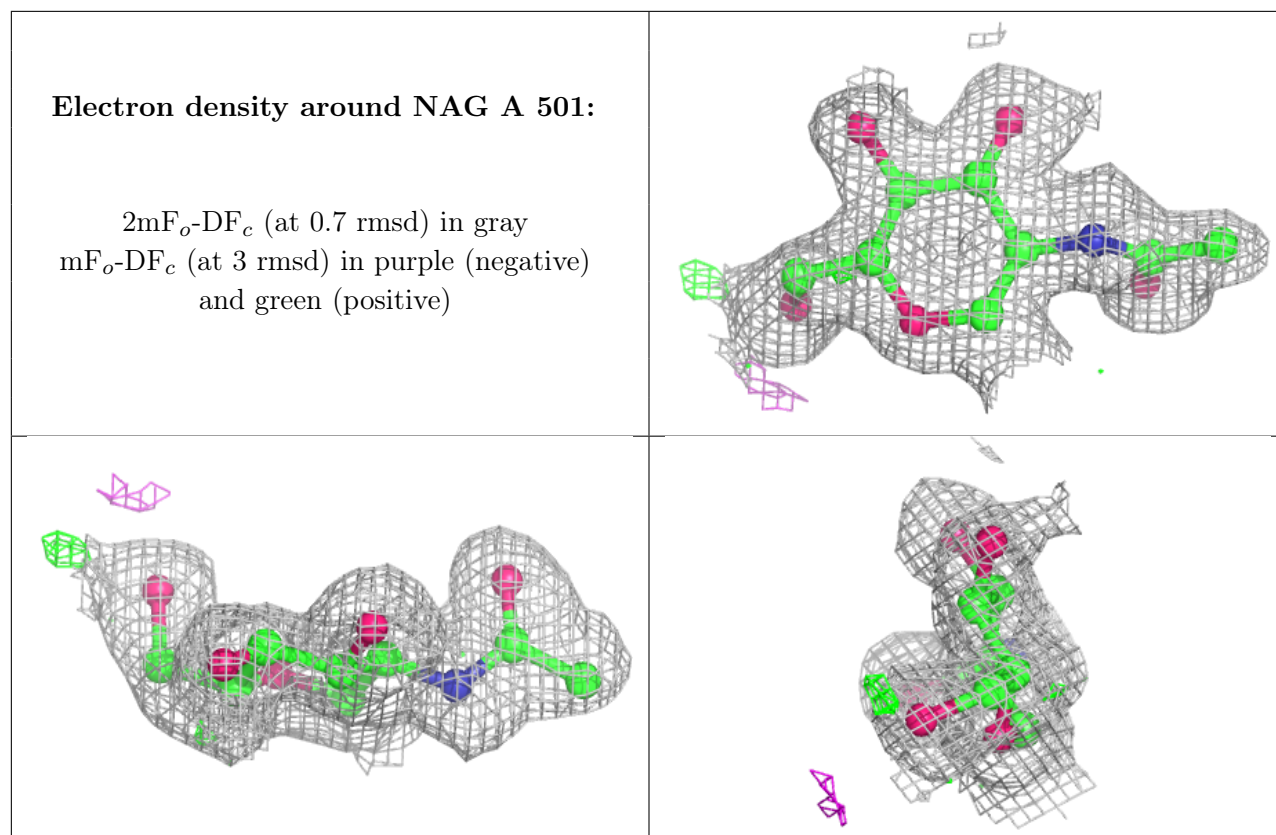 Electron density around NAG A 501:
2mFo-DFc (at 0.7 rmsd) in gray
mFo-DFc (at 3 rmsd) in purple (negative)
and green (positive)